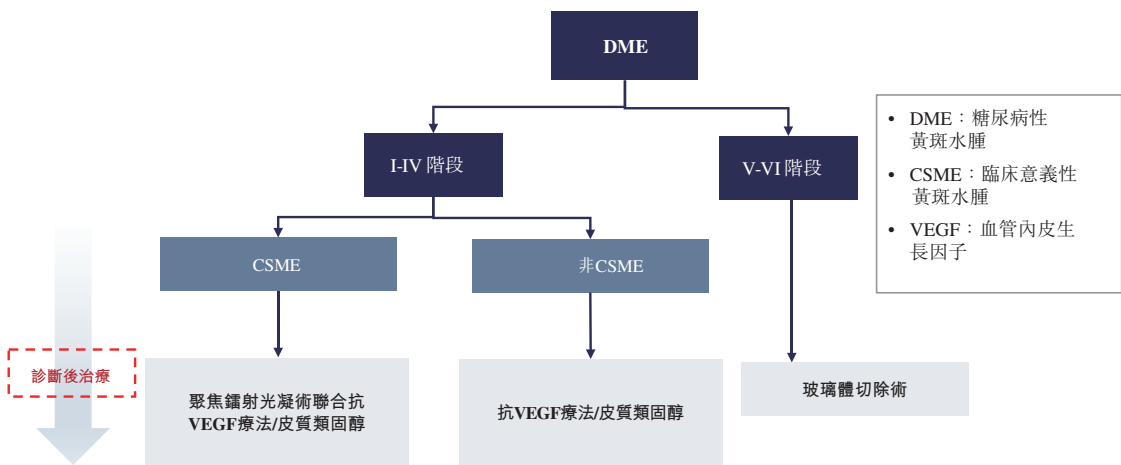 DME
I-IV 階段
V-VI 階段
• DME：糖尿病性
黃斑水腫
• CSME：臨床意義性
黃斑水腫
• VEGF：血管內皮生
長因子
CSME
非CSME
診斷後治療
聚焦鐳射光凝術聯合抗
VEGF療法/皮質類固醇
抗VEGF療法/皮質類固醇
玻璃體切除術